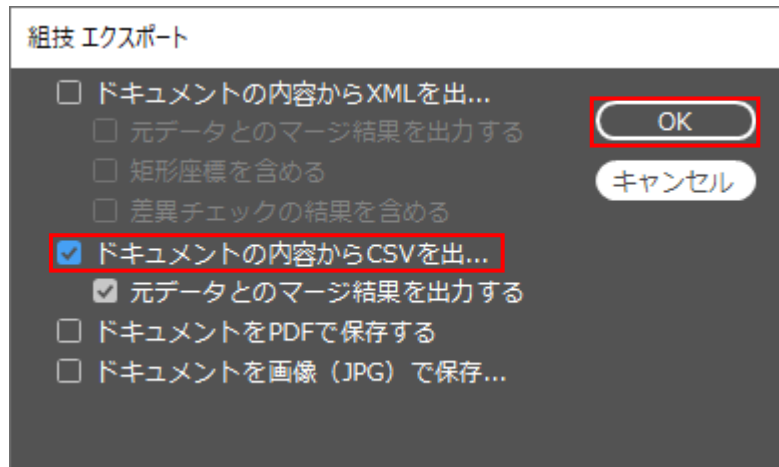 組技 エクスポート
ドキュメントの内容からXMLを出...
元データとのマージ結果を出力する
矩形座標を含める
差異チェックの結果を含める
ドキュメントの内容からCSVを出...
元データとのマージ結果を出力する
ドキュメントをPDFで保存する
ドキュメントを画像（JPG）で保存...
OK
キャンセル